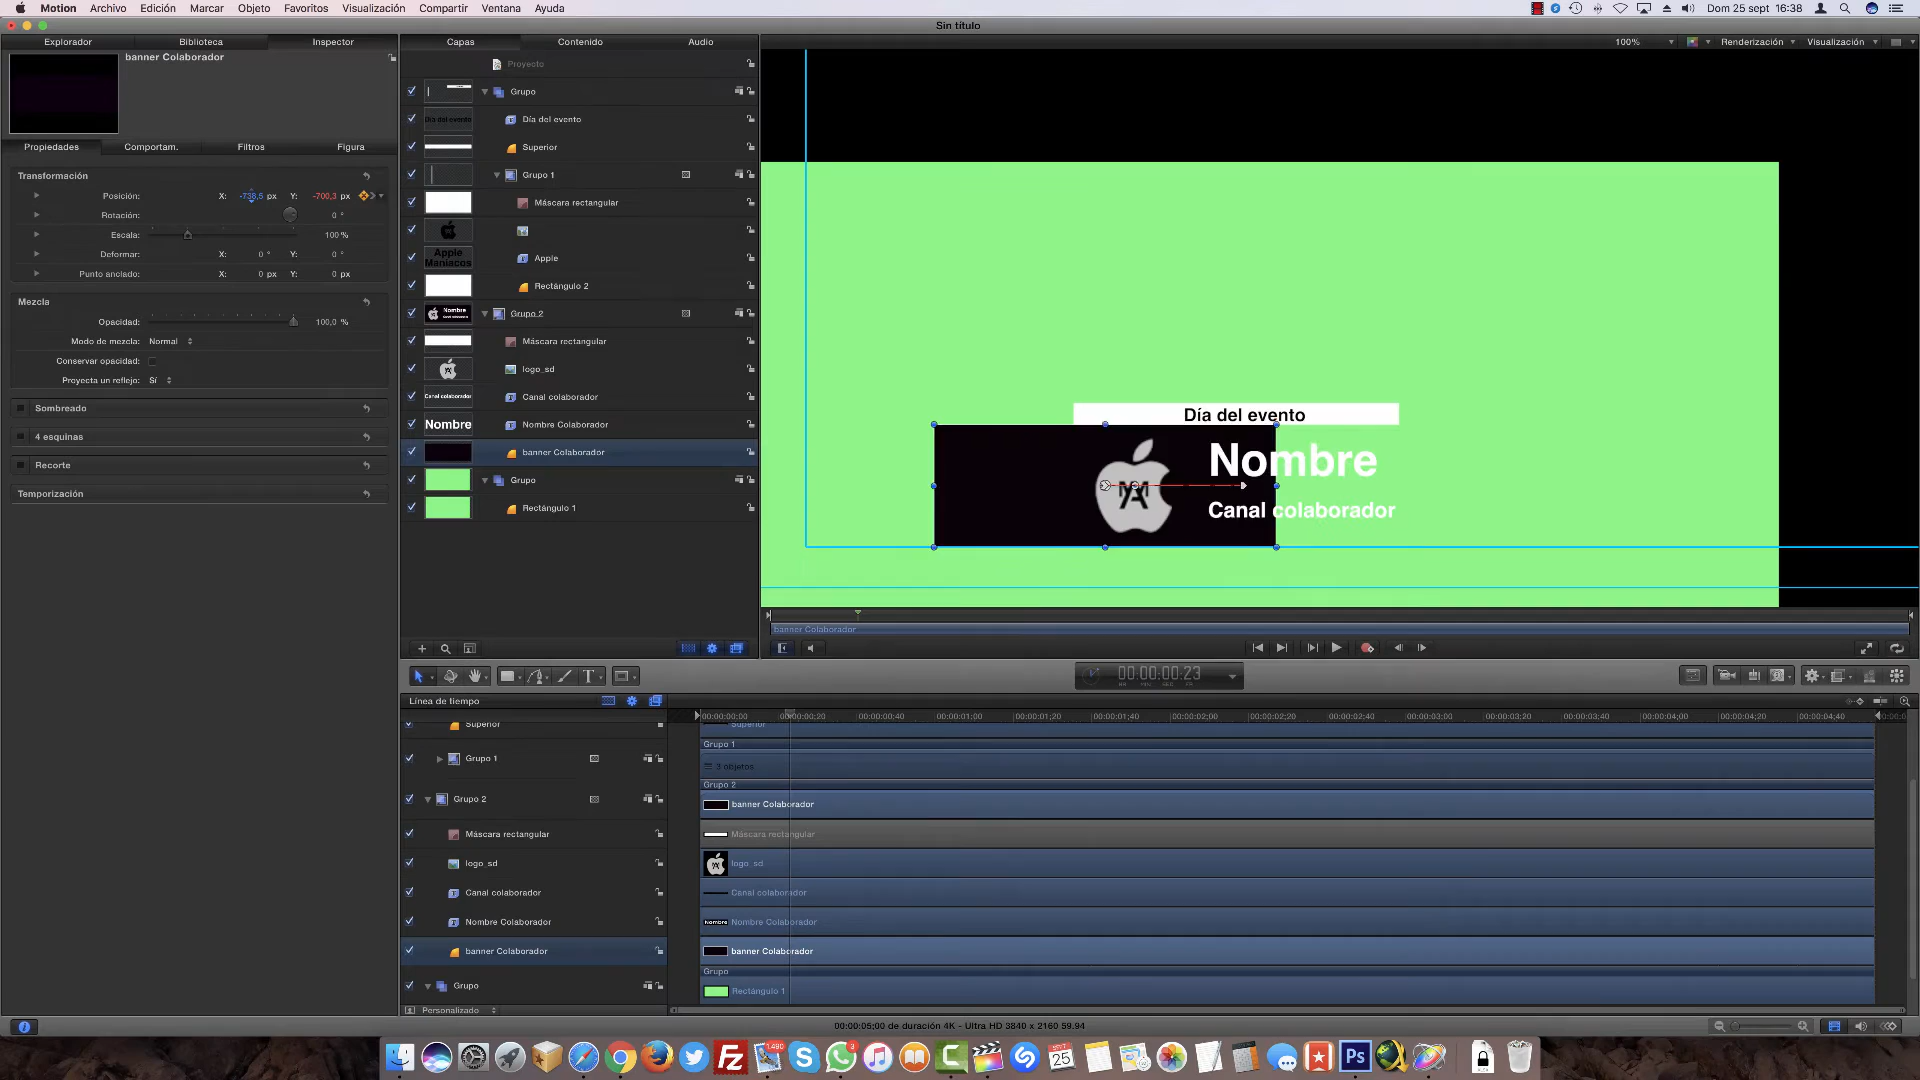 Motion Archivo Edición Marcar Objeto Favoritos Visualización Compartir Ventana Ayuda Dom 25 sept 16:38
Sin título
Explorador Biblioteca Inspector Capas Contenido Audio 100% Renderización Visualización
banner Colaborador
Propiedades Comportam. Filtros Figura
Transformación
Posición: X: -738,5 px Y: -700,3 px
Rotación: 0 °
Escala: 100 %
Deformar: X: 0 ° Y: 0 °
Punto anclado: X: 0 px Y: 0 px
Mezcla
Opacidad: 100,0 %
Modo de mezcla: Normal
Conservar opacidad:
Proyecta un reflejo: Sí
Sombreado
4 esquinas
Recorte
Temporización
Proyecto
Grupo
Día del evento Día del evento
Superior
Grupo 1
Máscara rectangular
Apple Maniacos Apple
Rectángulo 2
Nombre Grupo 2
Máscara rectangular
logo_sd
Canal colaborador Canal colaborador
Nombre Nombre Colaborador
banner Colaborador
Grupo
Rectángulo 1
Día del evento
Nombre
Canal colaborador
banner Colaborador
00:00:00:23
Línea de tiempo
00:00:00;00 00:00:00;20 00:00:00;40 00:00:01;00 00:00:01;20 00:00:01;40 00:00:02;00 00:00:02;20 00:00:02;40 00:00:03;00 00:00:03;20 00:00:03;40 00:00:04;00 00:00:04;20 00:00:04;40
Superior Superior
Grupo 1 Grupo 1
3 objetos
Grupo 2 Grupo 2
banner Colaborador
Máscara rectangular Máscara rectangular
logo_sd logo_sd
Canal colaborador Canal colaborador
Nombre Colaborador Nombre Nombre Colaborador
banner Colaborador banner Colaborador
Grupo Grupo
Rectángulo 1
Personalizado
00:00:05;00 de duración 4K - Ultra HD 3840 x 2160 59.94
FZ 1.490 S 3 SEPT 25 Ps